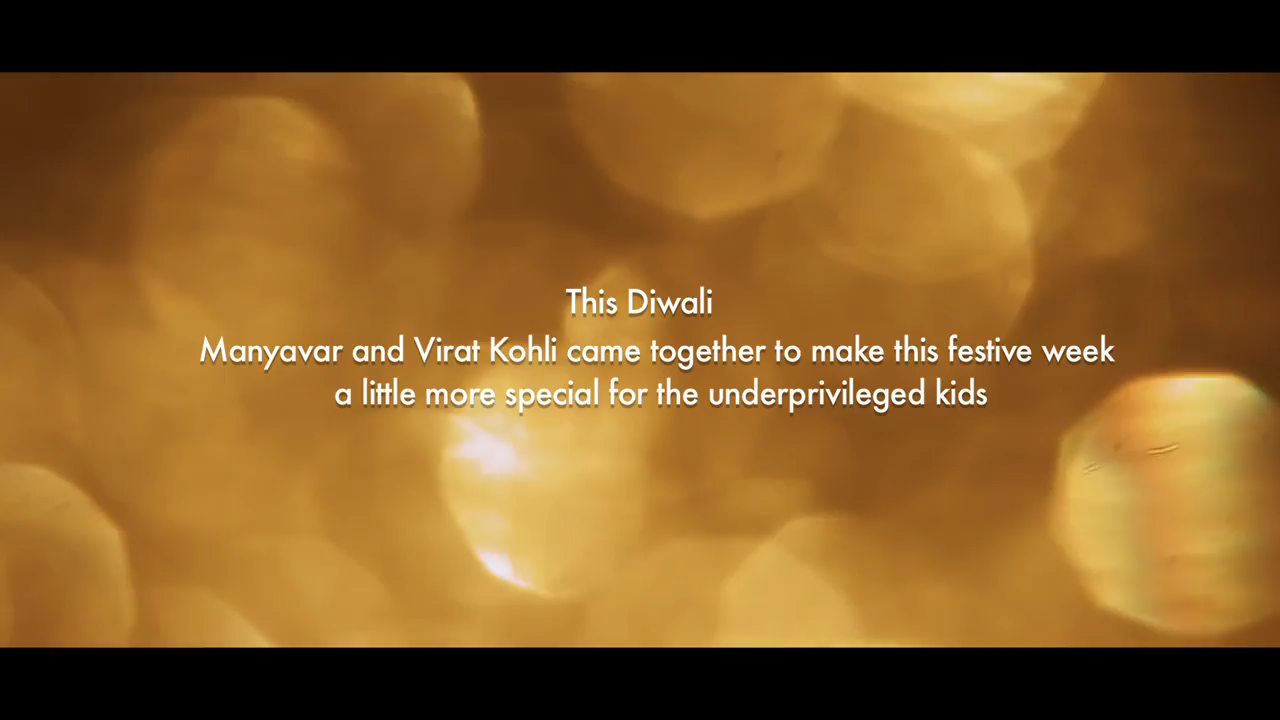 This Diwali
Manyavar and Virat Kohli came together to make this festive week
a little more special for the underprivileged kids